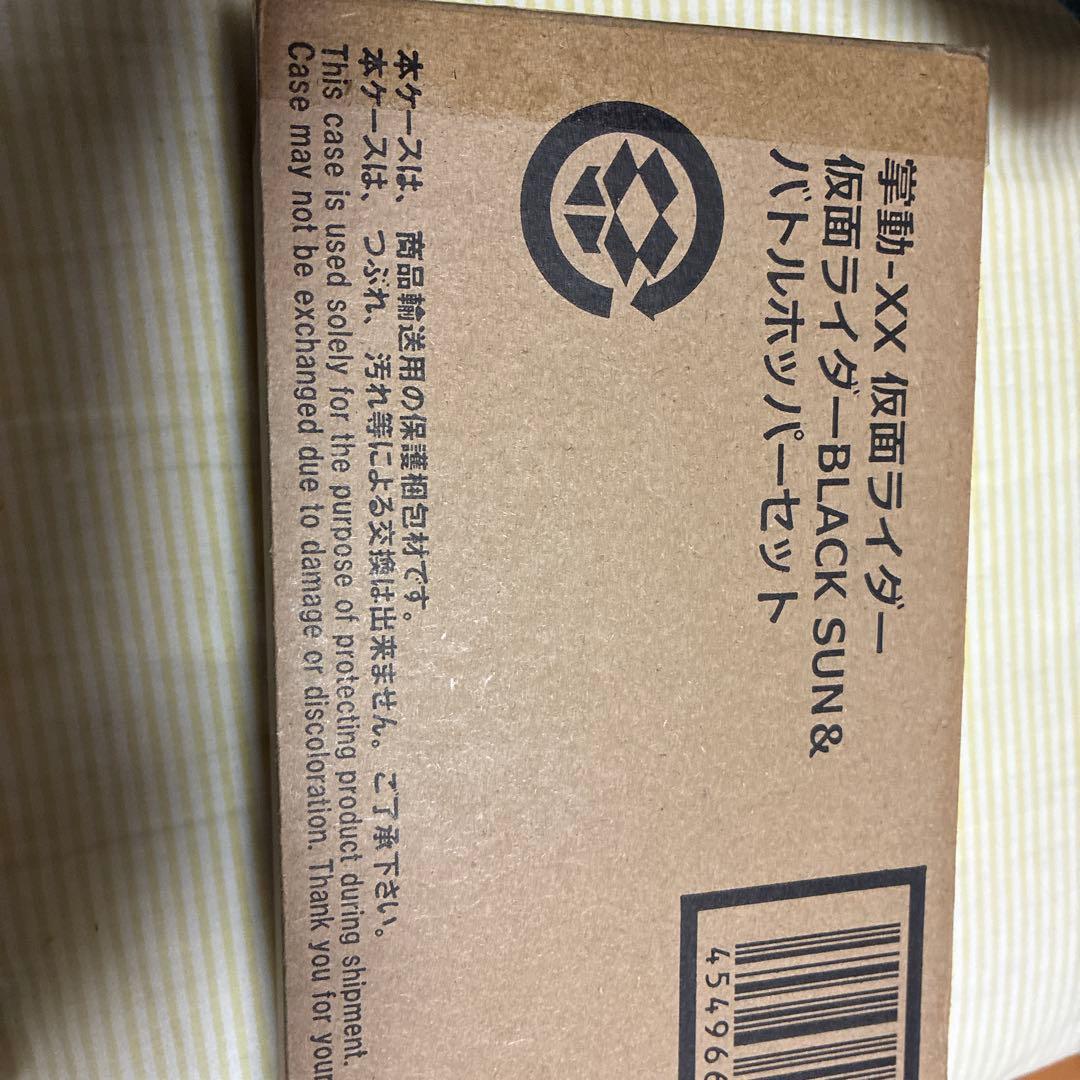 掌動-XX 仮面ライダー
仮面ライダーBLACK SUN&
バトルホッパーセット
本ケースは、商品輸送用の保護梱包材です。
本ケースは、つぶれ、汚れ等による交換は出来ません。ご了承下さい。
This case is used solely for the purpose of protecting product during shipment.
Case may not be exchanged due to damage or discoloration. Thank you for your
454966